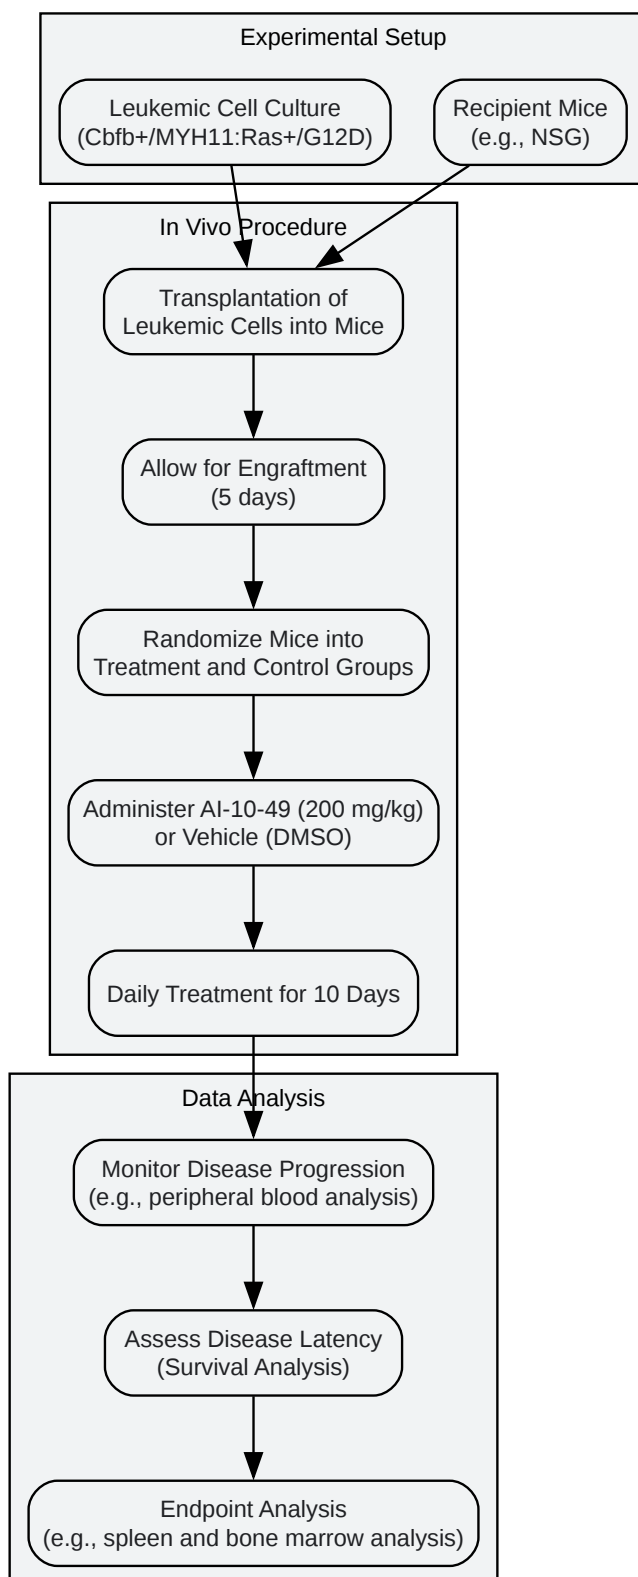 Experimental Setup
Leukemic Cell Culture
(Cbfb+/MYH11:Ras+/G12D)
Recipient Mice
(e.g., NSG)
In Vivo Procedure
Transplantation of
Leukemic Cells into Mice
Allow for Engraftment
(5 days)
Randomize Mice into
Treatment and Control Groups
Administer AI-10-49 (200 mg/kg)
or Vehicle (DMSO)
Daily Treatment for 10 Days
Data Analysis
Monitor Disease Progression
(e.g., peripheral blood analysis)
Assess Disease Latency
(Survival Analysis)
Endpoint Analysis
(e.g., spleen and bone marrow analysis)